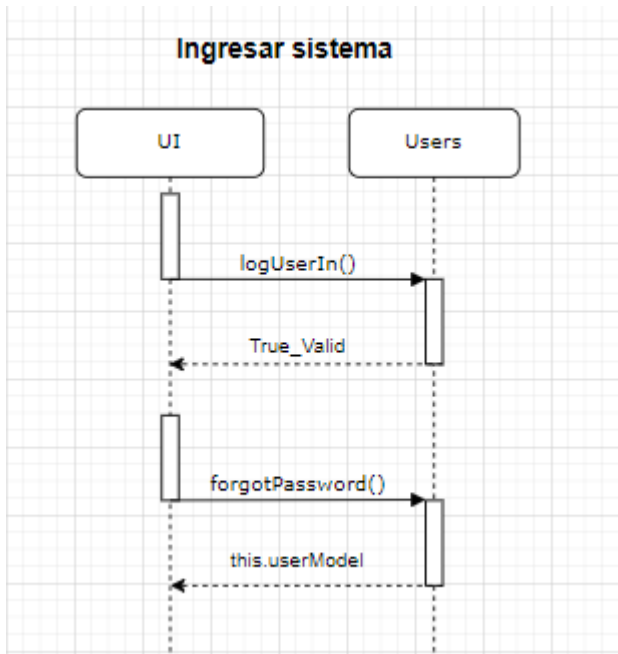 Ingresar sistema
UI
Users
logUserIn()
True_Valid
forgotPassword()
this.userModel